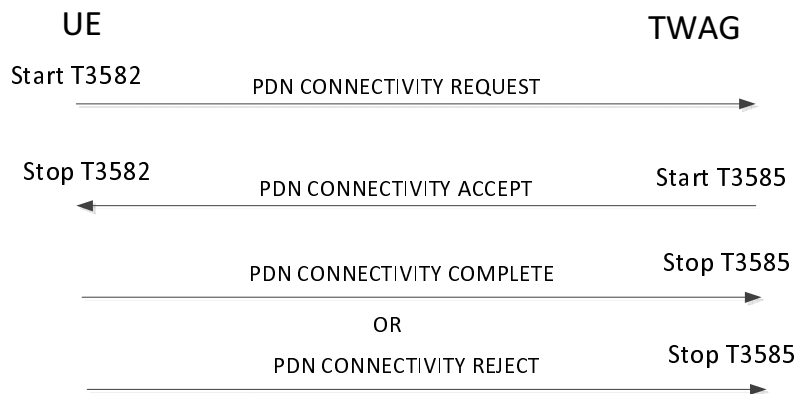 UE
TWAG
Start T3582
PDN CONNECTIVITY REQUEST
Stop T3582
PDN CONNECTIVITY ACCEPT
Start T3585
PDN CONNECTIVITY COMPLETE
Stop T3585
OR
PDN CONNECTIVITY REJECT
Stop T3585